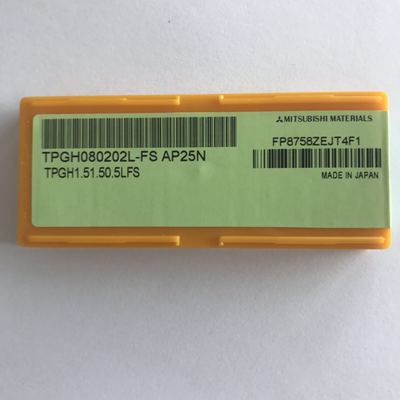 MITSUBISHI MATERIALS
TPGH080202L-FS AP25N
TPGH1.51.50.5LFS
FP8758ZEJT4F1
MADE IN JAPAN